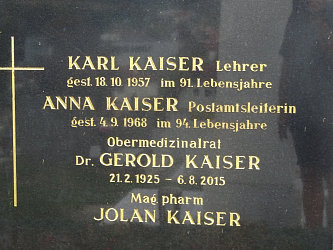 KARL KAISER Lehrer
gest. 18. 10. 1957 im 91. Lebensjahre
ANNA KAISER Postamtsleiterin
gest. 4. 9. 1968 im 94. Lebensjahre
Obermedizinalrat
Dr. GEROLD KAISER
21. 2. 1925 - 6. 8. 2015
Mag. pharm
JOLAN KAISER